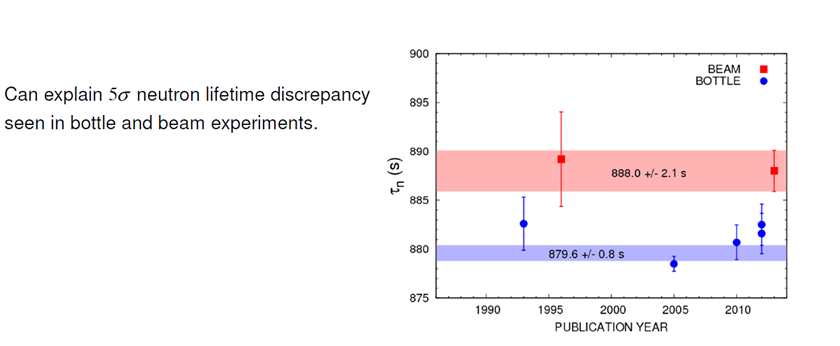 Can explain 5σ neutron lifetime discrepancy
seen in bottle and beam experiments.
900
895
890
885
880
875
τn (s)
BEAM
BOTTLE
888.0 +/- 2.1 s
879.6 +/- 0.8 s
1990 1995 2000 2005 2010
PUBLICATION YEAR